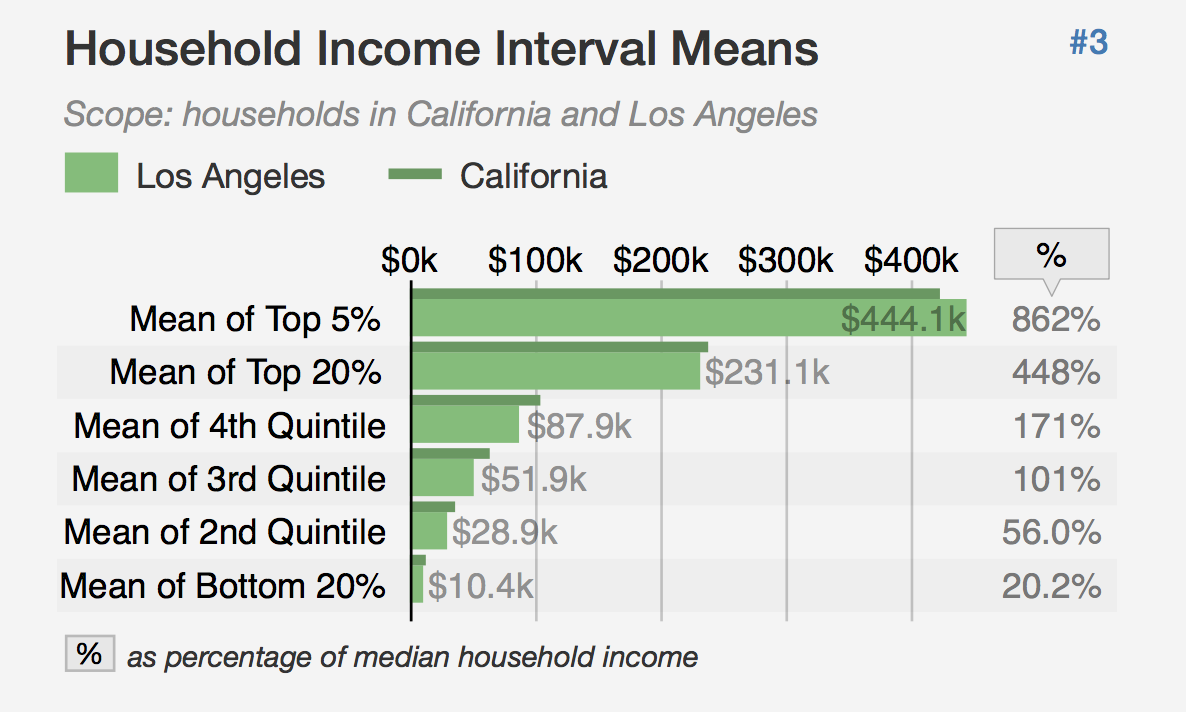 Household Income Interval Means #3
Scope: households in California and Los Angeles
Los Angeles California
$0k $100k $200k $300k $400k %
Mean of Top 5% $444.1k 862%
Mean of Top 20% $231.1k 448%
Mean of 4th Quintile $87.9k 171%
Mean of 3rd Quintile $51.9k 101%
Mean of 2nd Quintile $28.9k 56.0%
Mean of Bottom 20% $10.4k 20.2%
% as percentage of median household income